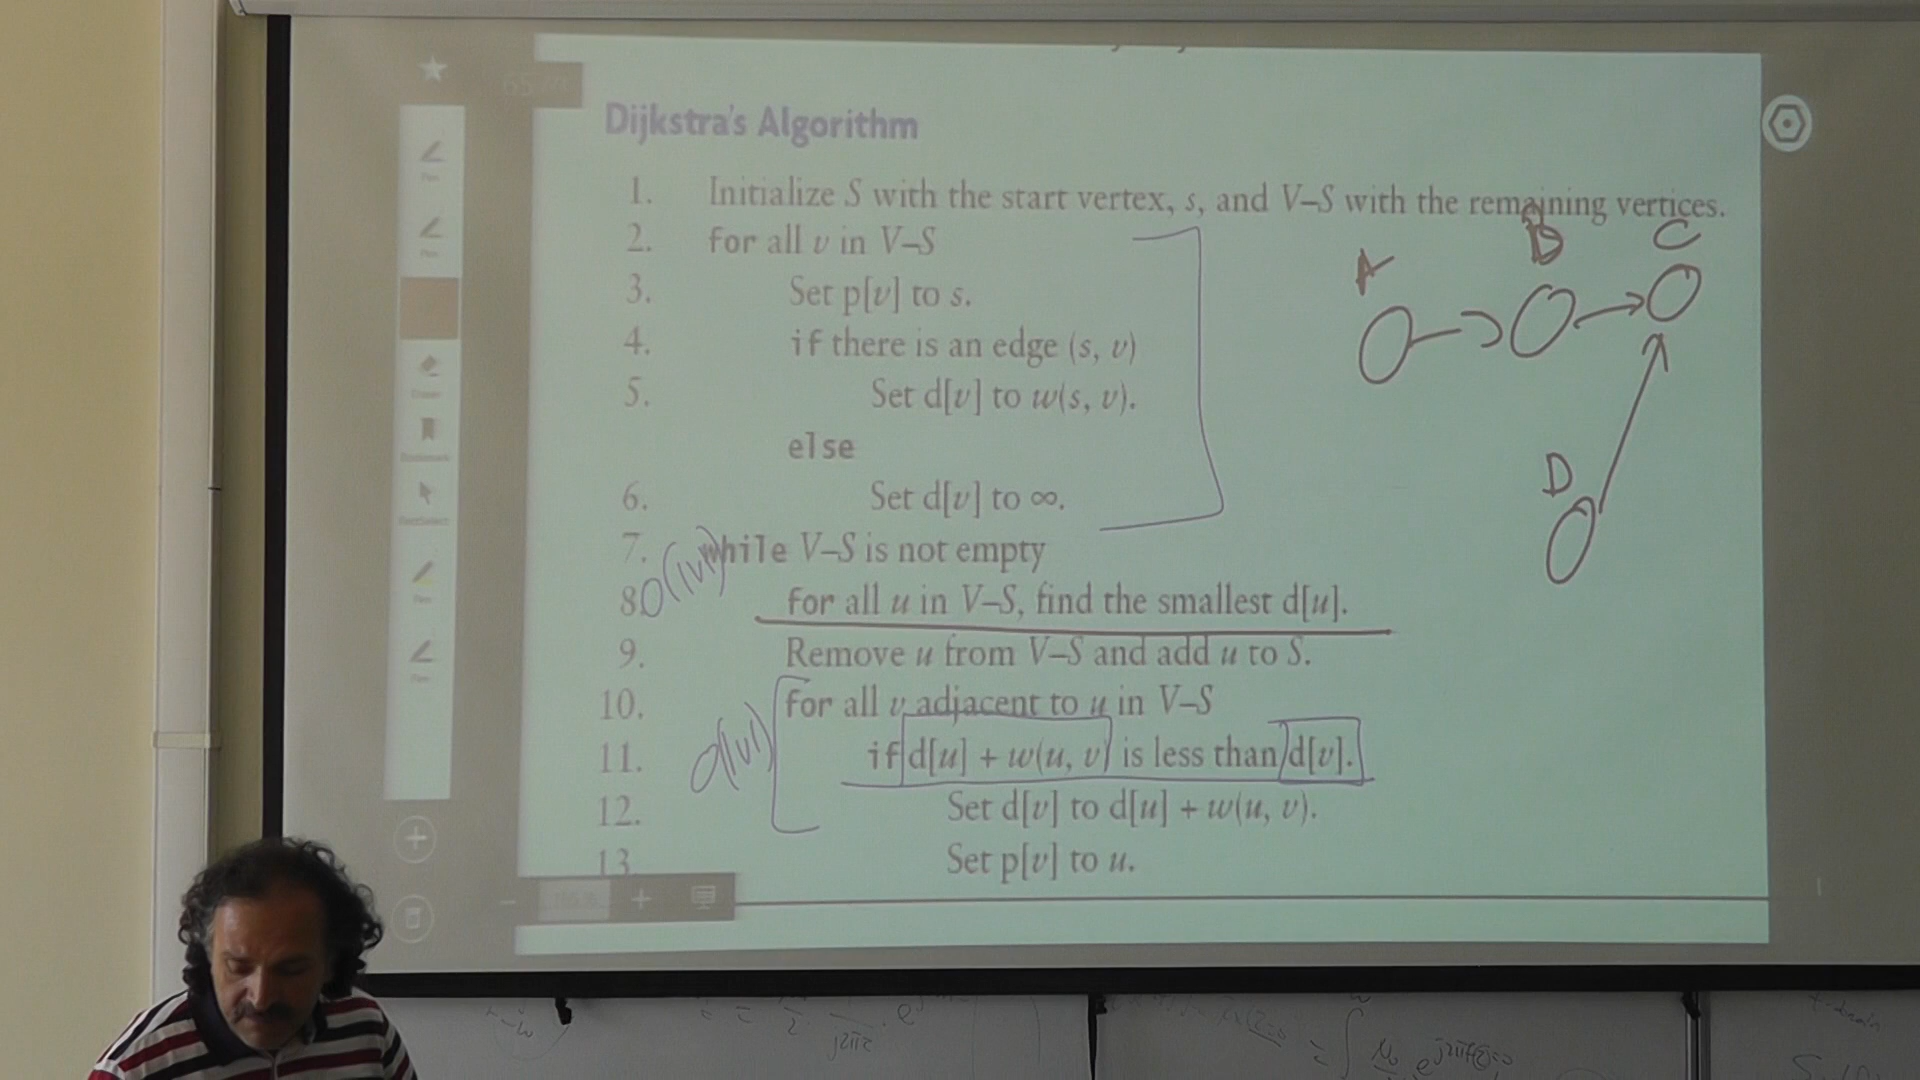 Dijkstra's Algorithm
1. Initialize S with the start vertex, s, and V–S with the remaining vertices.
2. for all v in V–S
3. Set p[v] to s.
4. if there is an edge (s, v)
5. Set d[v] to w(s, v).
else
6. Set d[v] to ∞.
7. while V–S is not empty
8. for all u in V–S, find the smallest d[u].
9. Remove u from V–S and add u to S.
10. for all v adjacent to u in V–S
11. if d[u] + w(u, v) is less than d[v].
12. Set d[v] to d[u] + w(u, v).
13. Set p[v] to u.
O(|V|)
O(|V|)
A B C
D